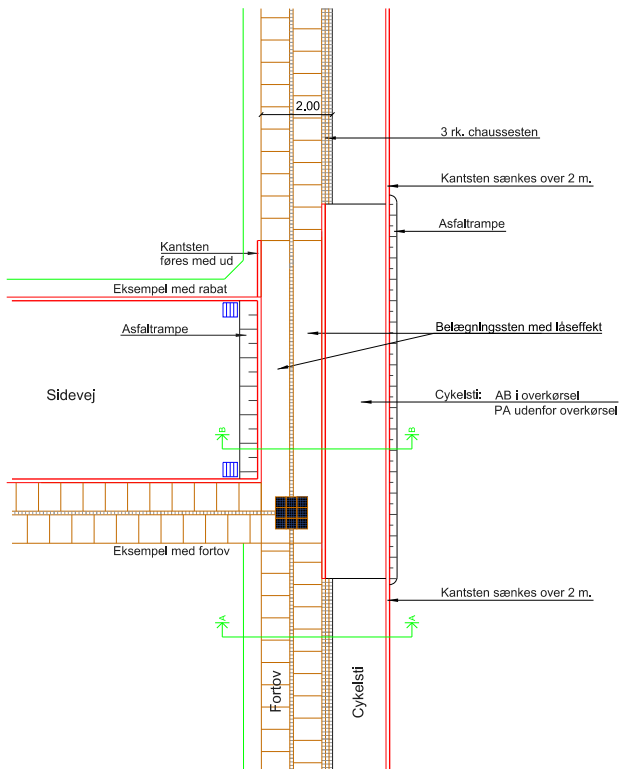 2.00
3 rk. chaussesten
Kantsten sænkes over 2 m.
Asfaltrampe
Kantsten
føres med ud
Eksempel med rabat
Asfaltrampe
Belægningssten med låseffekt
Sidevej
Cykelsti: AB i overkørsel
PA udenfor overkørsel
B
B
Eksempel med fortov
Kantsten sænkes over 2 m.
A
A
Fortov
Cykelsti